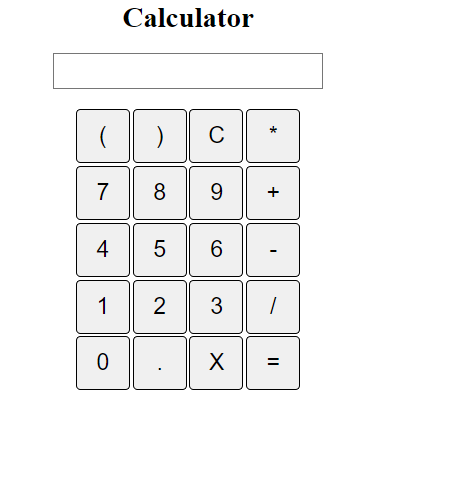 Calculator
( ) C *
7 8 9 +
4 5 6 -
1 2 3 /
0 . X =